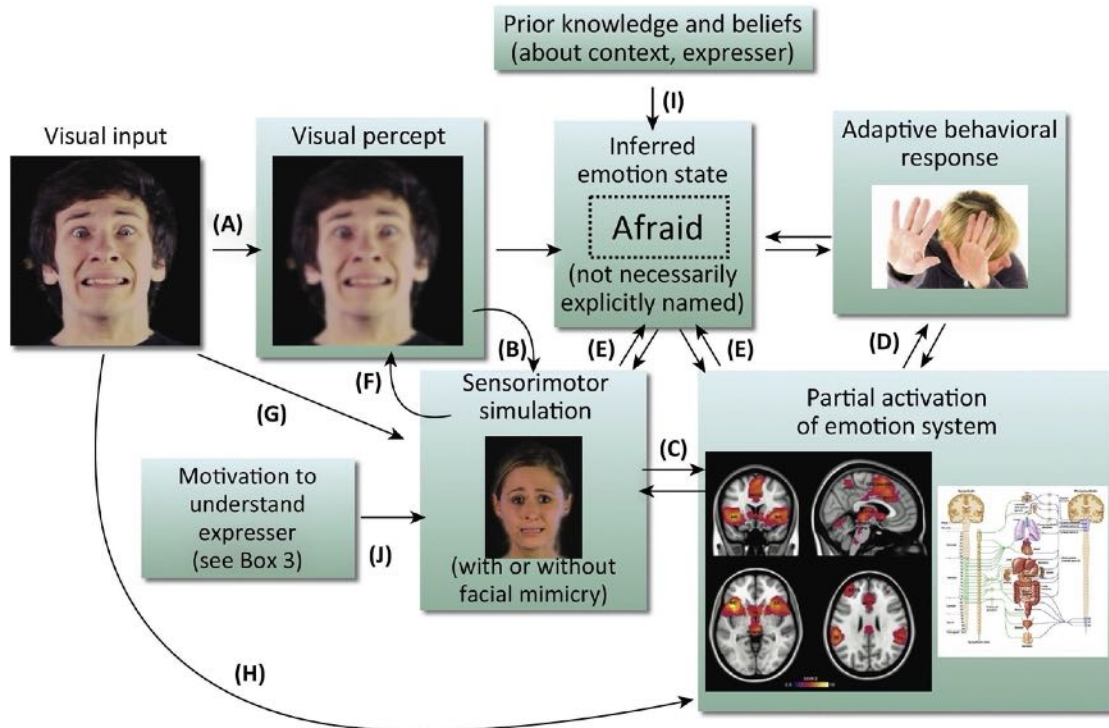 Prior knowledge and beliefs
(about context, expresser)
(I)
Visual input
Visual percept
Inferred
emotion state
Afraid
(not necessarily
explicitly named)
Adaptive behavioral
response
(A)
(B)
(E)
(E)
(D)
(F)
(G)
Sensorimotor
simulation
(with or without
facial mimicry)
(C)
Partial activation
of emotion system
Motivation to
understand
expresser
(see Box 3)
(J)
(H)